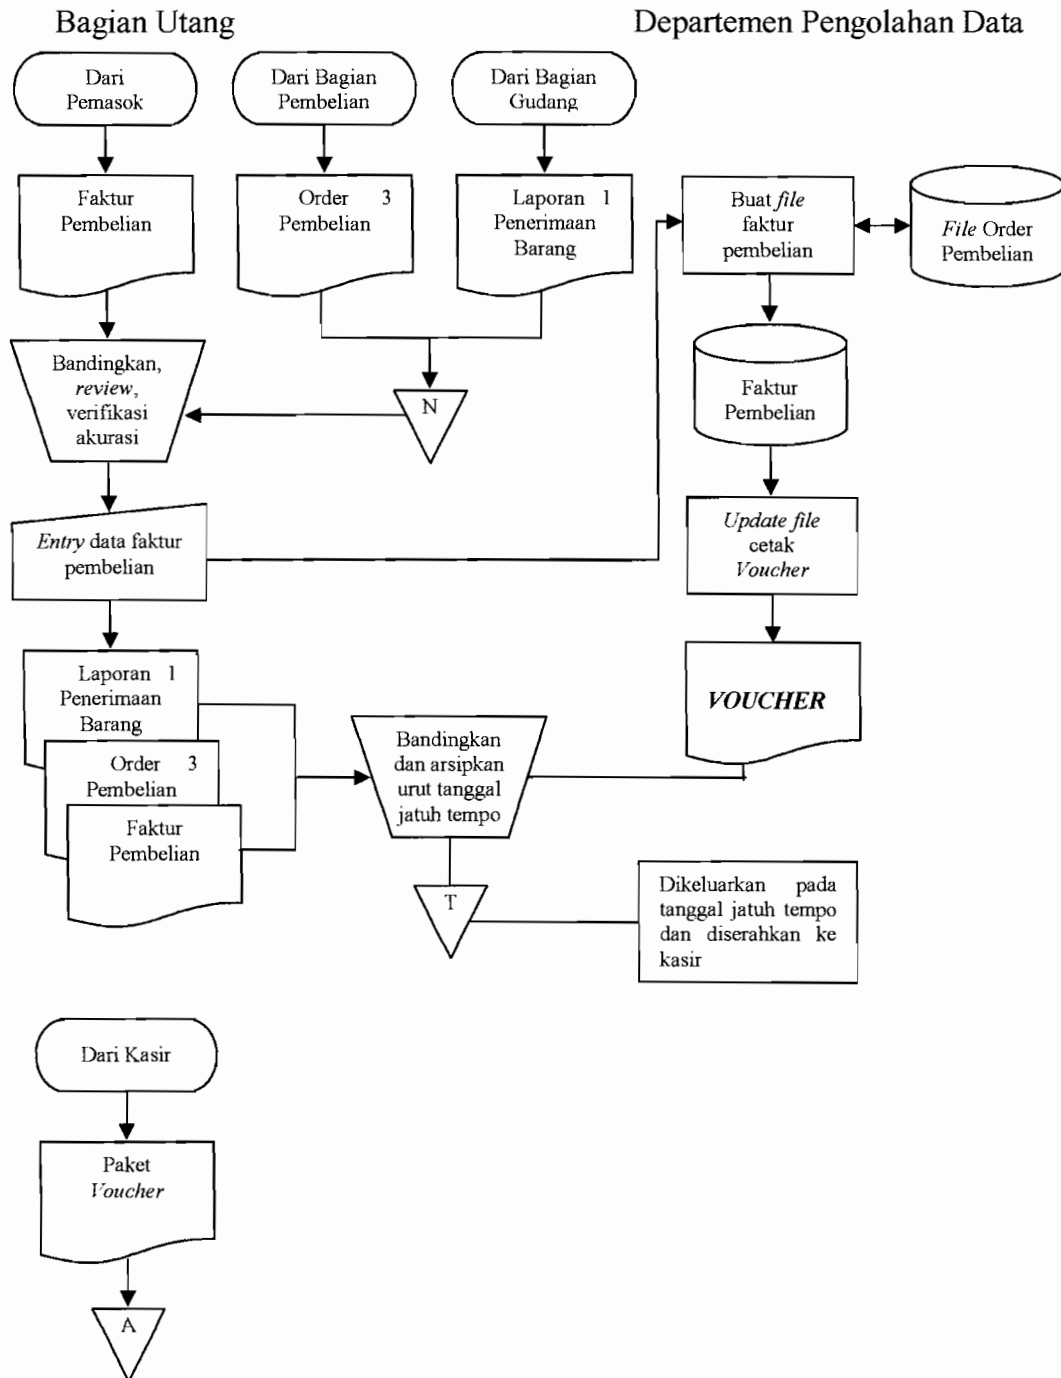 Bagian Utang
Departemen Pengolahan Data
Dari
Pemasok
Dari Bagian
Pembelian
Dari Bagian
Gudang
Faktur
Pembelian
Order 3
Pembelian
Laporan 1
Penerimaan
Barang
Buat file
faktur
pembelian
File Order
Pembelian
Bandingkan,
review,
verifikasi
akurasi
N
Faktur
Pembelian
Entry data faktur
pembelian
Update file
cetak
Voucher
Laporan 1
Penerimaan
Barang
Order 3
Pembelian
Faktur
Pembelian
Bandingkan
dan arsipkan
urut tanggal
jatuh tempo
VOUCHER
T
Dikeluarkan pada
tanggal jatuh tempo
dan diserahkan ke
kasir
Dari Kasir
Paket
Voucher
A